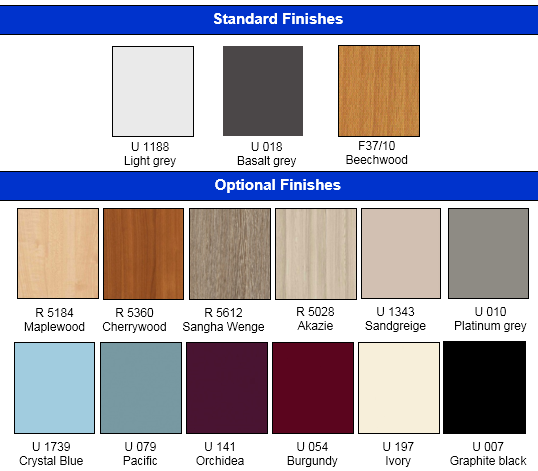 Standard Finishes
U 1188 U 018 F37/10
Light grey Basalt grey Beechwood
Optional Finishes
R 5184 R 5360 R 5612 R 5028 U 1343 U 010
Maplewood Cherrywood Sangha Wenge Akazie Sandgreige Platinum grey
U 1739 U 079 U 141 U 054 U 197 U 007
Crystal Blue Pacific Orchidea Burgundy Ivory Graphite black